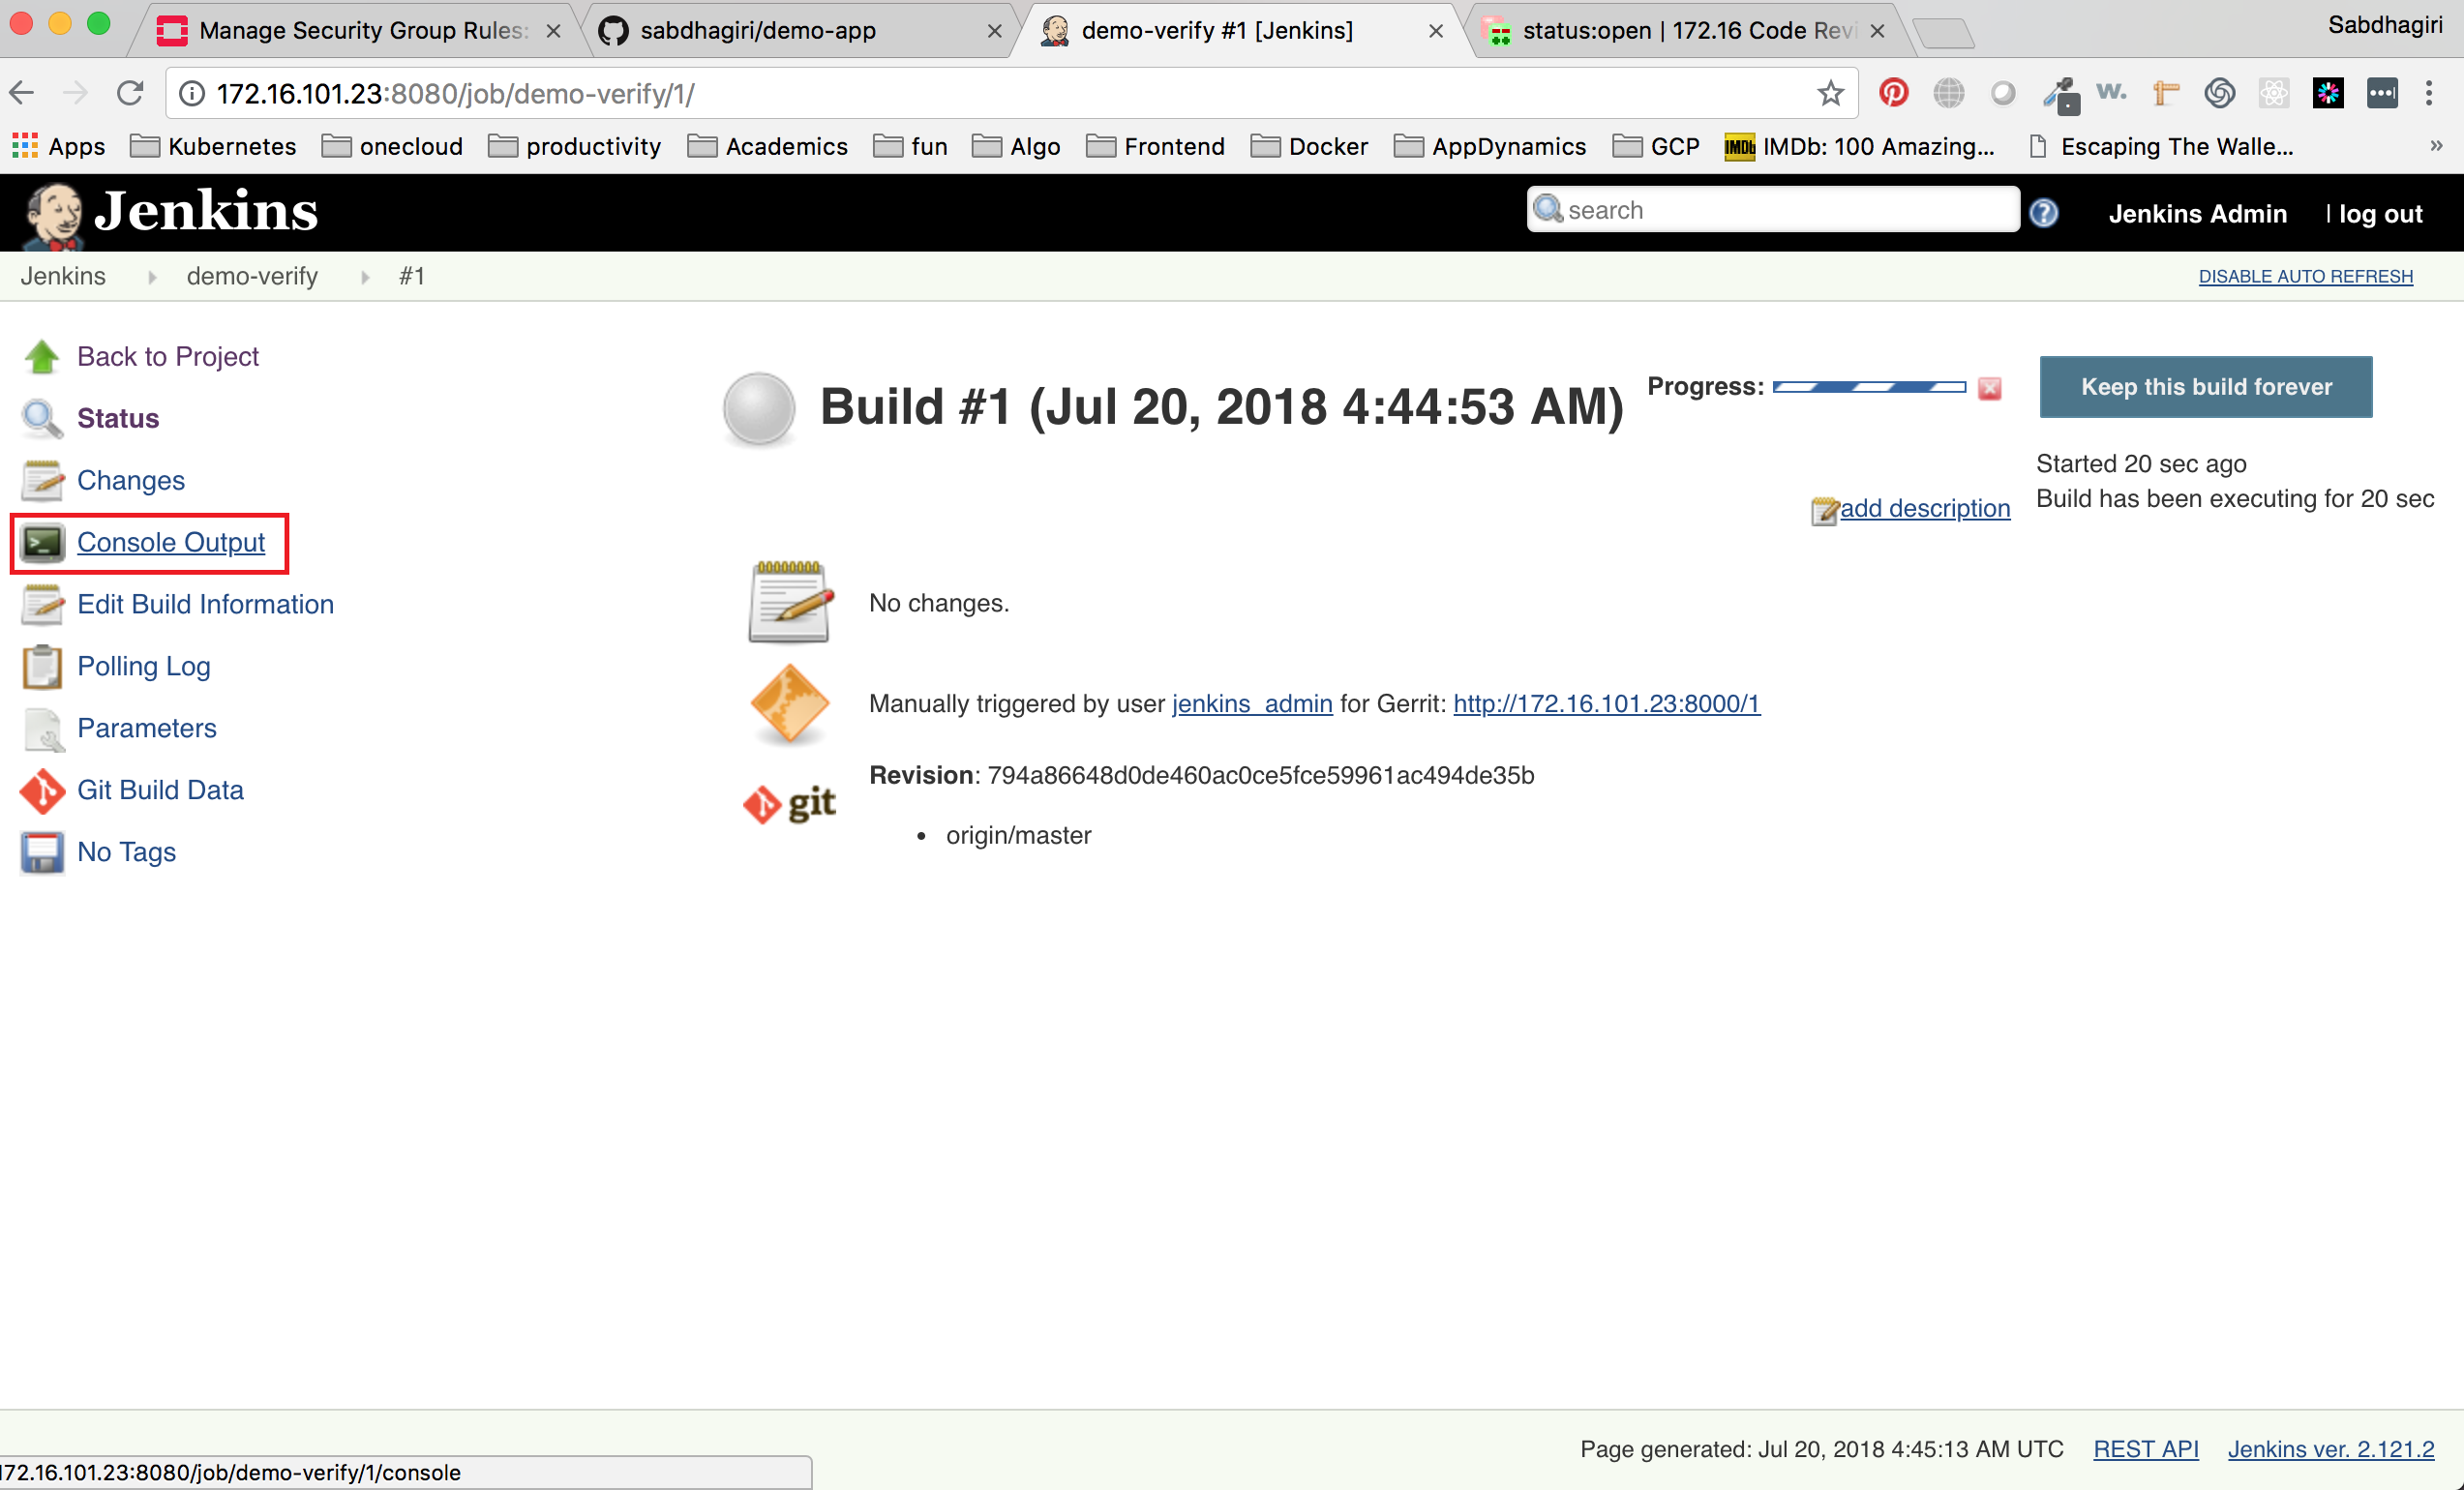 Manage Security Group Rules:
sabdhagiri/demo-app
demo-verify #1 [Jenkins]
status:open | 172.16 Code Revi
Sabdhagiri
172.16.101.23:8080/job/demo-verify/1/
w.
Apps
Kubernetes
onecloud
productivity
Academics
fun
Algo
Frontend
Docker
AppDynamics
GCP
IMDb
IMDb: 100 Amazing...
Escaping The Walle...
»
Jenkins
search
Jenkins Admin
| log out
Jenkins
demo-verify
#1
DISABLE AUTO REFRESH
Back to Project
Status
Changes
Console Output
Edit Build Information
Polling Log
Parameters
Git Build Data
No Tags
Build #1 (Jul 20, 2018 4:44:53 AM)
Progress:
Keep this build forever
Started 20 sec ago
Build has been executing for 20 sec
add description
No changes.
Manually triggered by user jenkins_admin for Gerrit: http://172.16.101.23:8000/1
git
Revision: 794a86648d0de460ac0ce5fce59961ac494de35b
• origin/master
Page generated: Jul 20, 2018 4:45:13 AM UTC
REST API
Jenkins ver. 2.121.2
172.16.101.23:8080/job/demo-verify/1/console